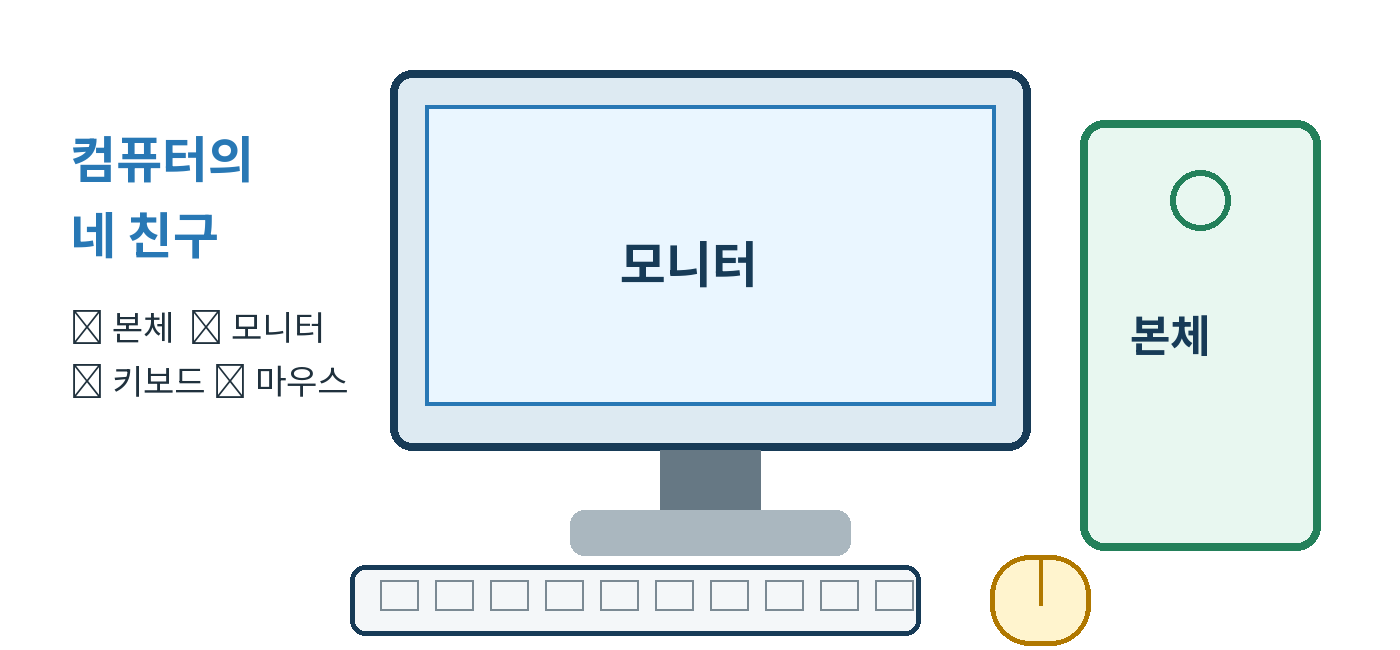 컴퓨터의
네 친구
본체 모니터
키보드 마우스
모니터
본체